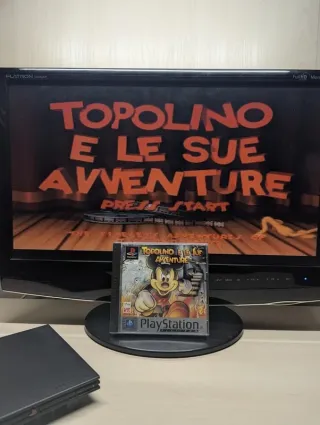 TOPOLINO
E LE SUE
AVVENTURE
PRESS START
TOPOLINO E LE SUE
AVVENTURE
PlayStation